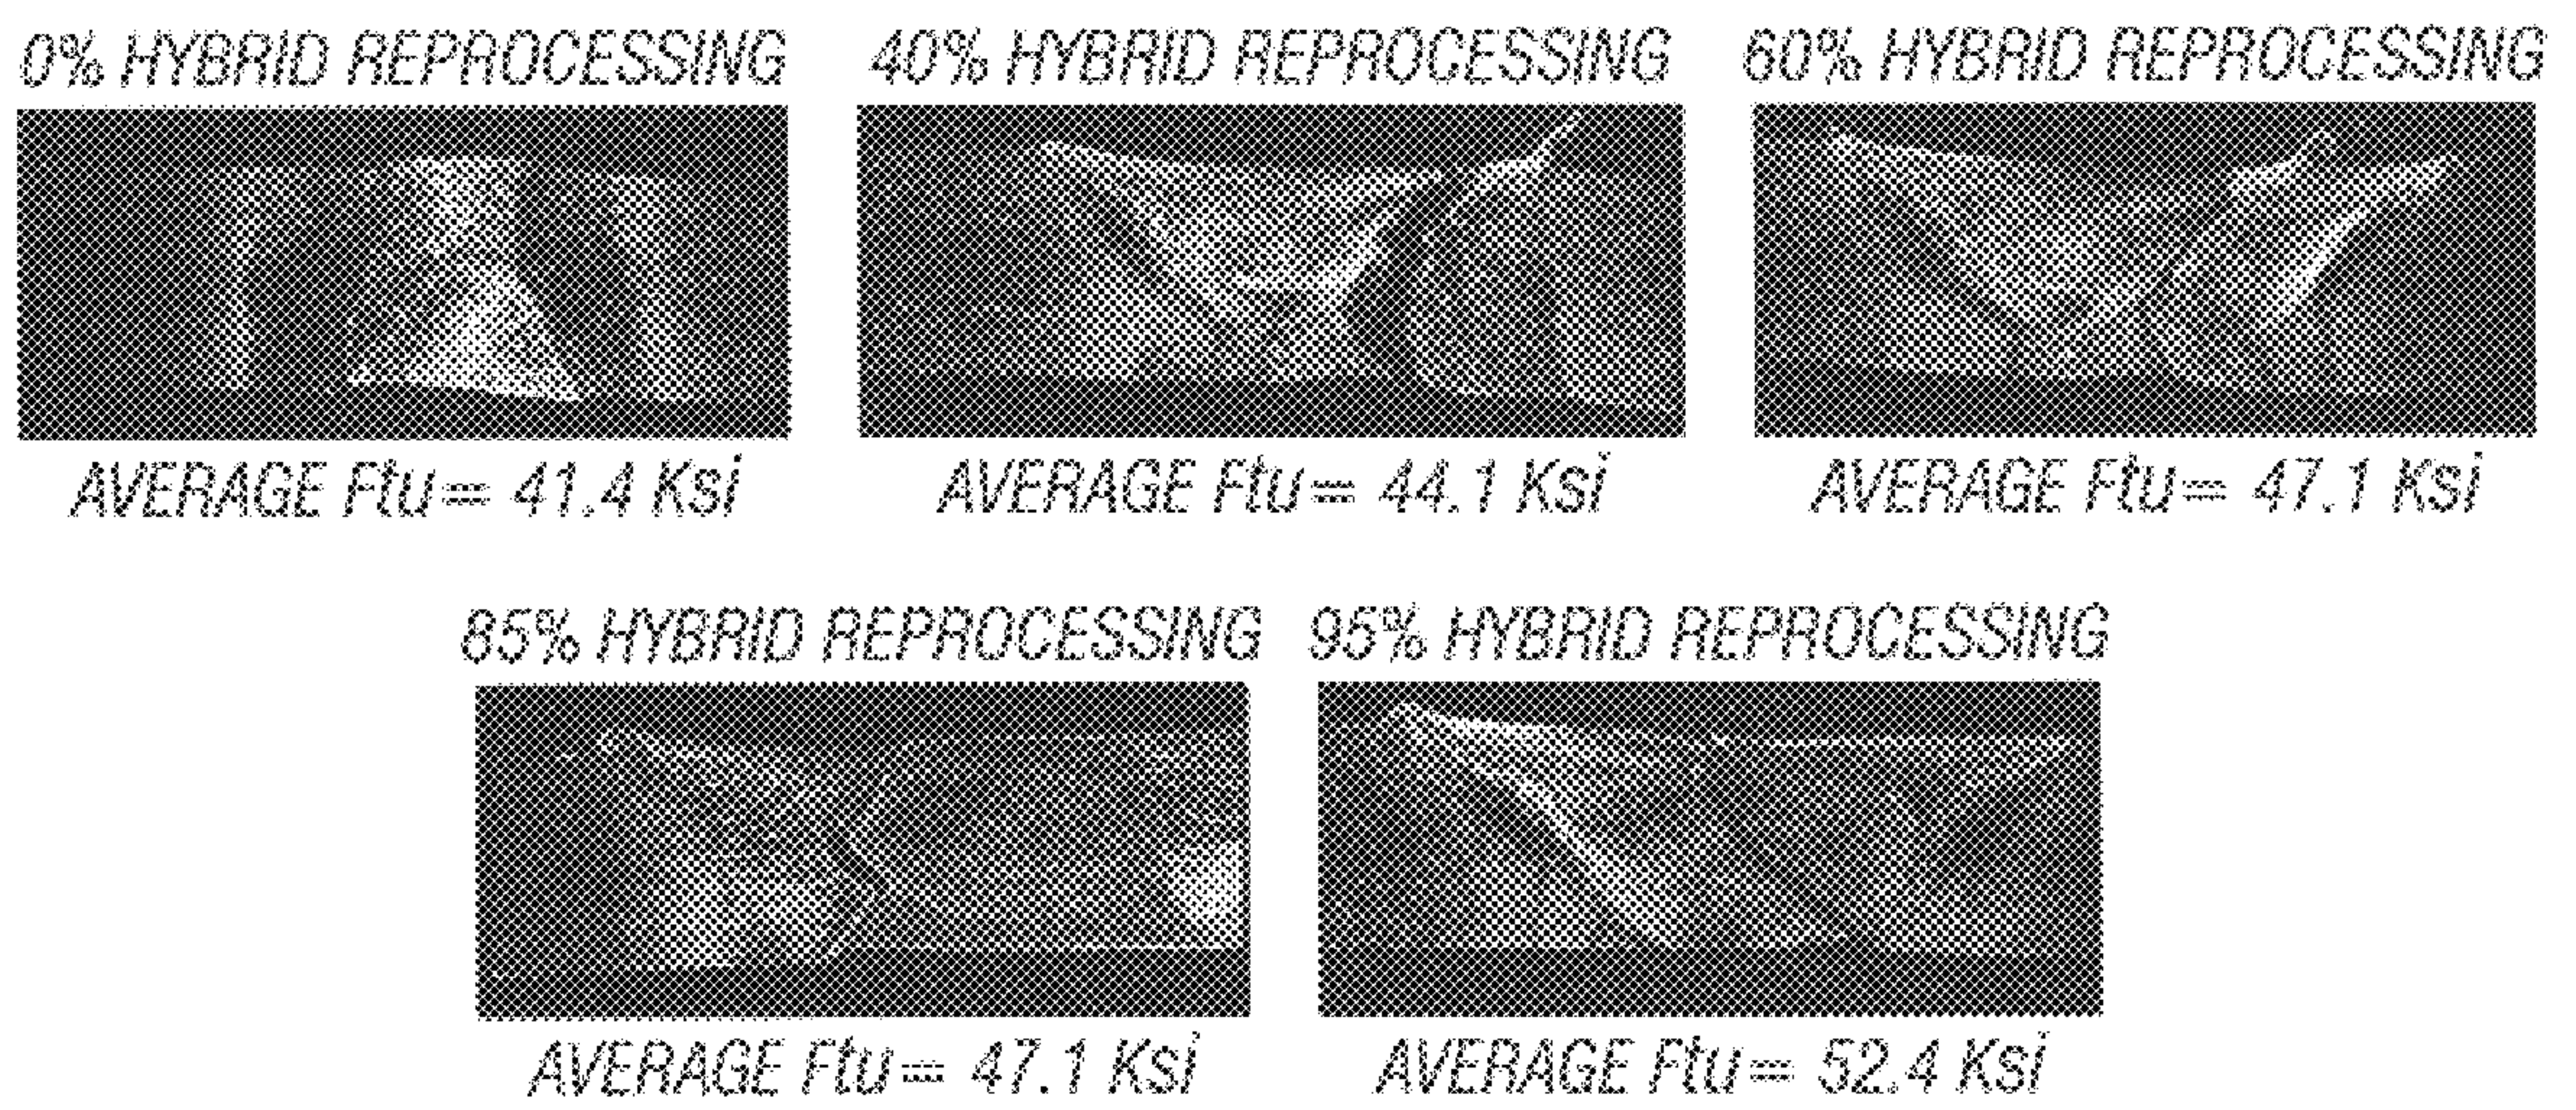 0% HYBRID REPROCESSING
AVERAGE Ftu= 41.4 Ksi
40% HYBRID REPROCESSING
AVERAGE Ftu= 44.1 Ksi
60% HYBRID REPROCESSING
AVERAGE Ftu= 47.1 Ksi
85% HYBRID REPROCESSING
AVERAGE Ftu= 47.1 Ksi
95% HYBRID REPROCESSING
AVERAGE Ftu= 52.4 Ksi